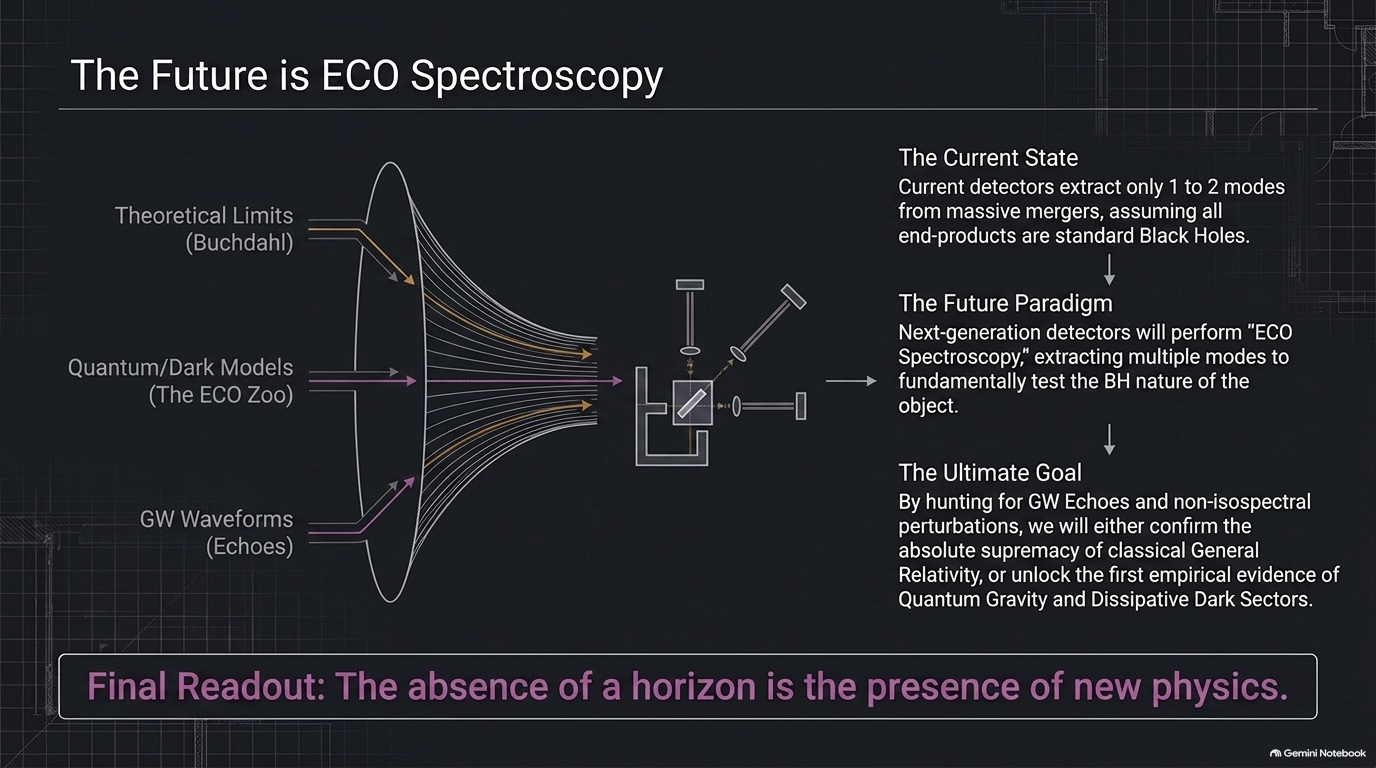 The Future is ECO Spectroscopy
Theoretical Limits
(Buchdahl)
Quantum/Dark Models
(The ECO Zoo)
GW Waveforms
(Echoes)
The Current State
Current detectors extract only 1 to 2 modes
from massive mergers, assuming all
end-products are standard Black Holes.
The Future Paradigm
Next-generation detectors will perform "ECO
Spectroscopy," extracting multiple modes to
fundamentally test the BH nature of the
object.
The Ultimate Goal
By hunting for GW Echoes and non-isospectral
perturbations, we will either confirm the
absolute supremacy of classical General
Relativity, or unlock the first empirical evidence of
Quantum Gravity and Dissipative Dark Sectors.
Final Readout: The absence of a horizon is the presence of new physics.
Gemini Notebook